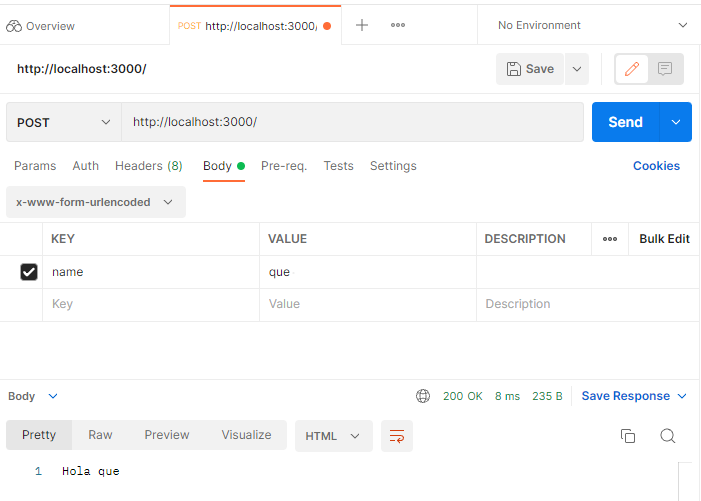 Overview POST http://localhost:3000/ No Environment
http://localhost:3000/ Save
POST http://localhost:3000/ Send
Params Auth Headers (8) Body Pre-req. Tests Settings Cookies
x-www-form-urlencoded
KEY VALUE DESCRIPTION Bulk Edit
name que
Key Value Description
Body 200 OK 8 ms 235 B Save Response
Pretty Raw Preview Visualize HTML
1 Hola que